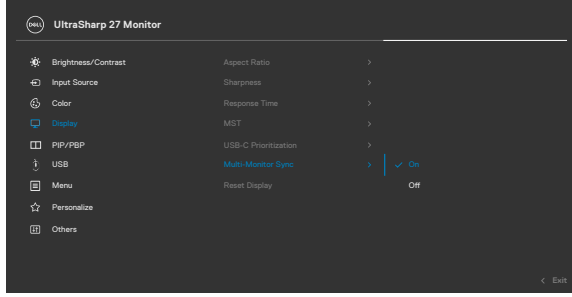 DELL UltraSharp 27 Monitor
Brightness/Contrast Aspect Ratio >
Input Source Sharpness >
Color Response Time >
Display MST >
PIP/PBP USB-C Prioritization >
USB Multi-Monitor Sync > ✓ On
Menu Reset Display Off
Personalize
Others
< Exit